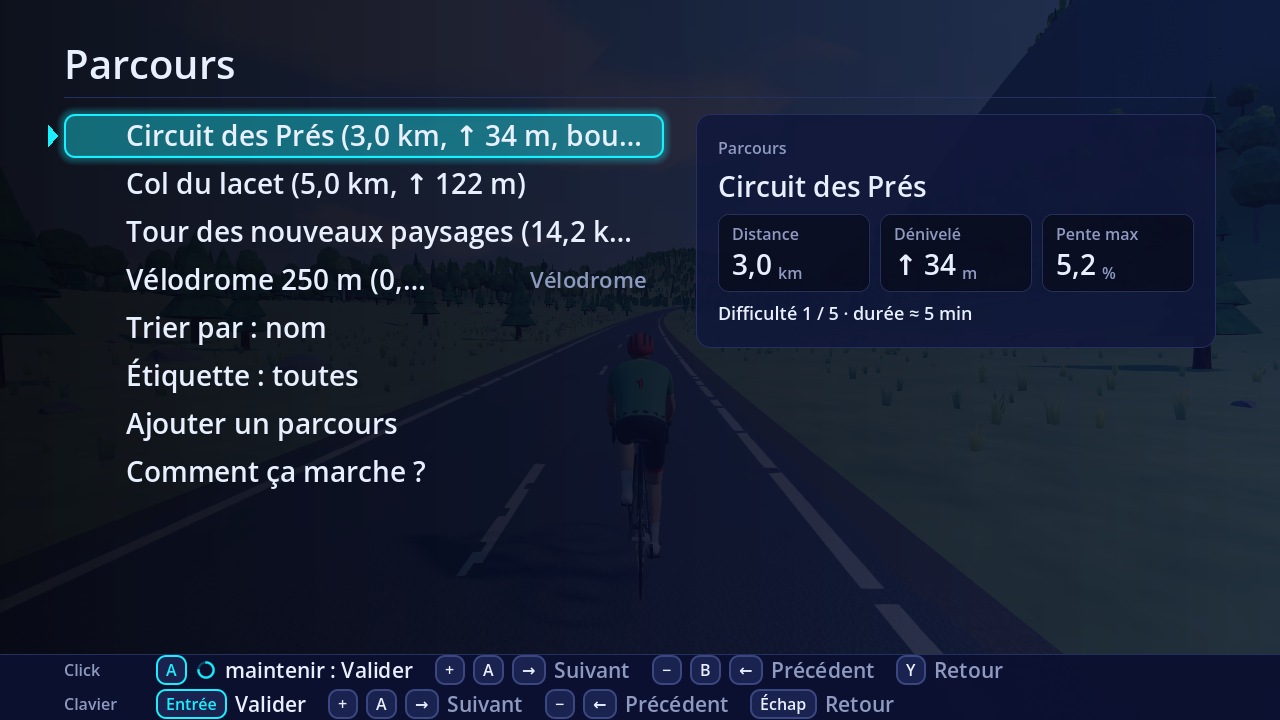 Parcours
Circuit des Prés (3,0 km, ↑ 34 m, bou...
Col du lacet (5,0 km, ↑ 122 m)
Tour des nouveaux paysages (14,2 k...
Vélodrome 250 m (0,... Vélodrome
Trier par : nom
Étiquette : toutes
Ajouter un parcours
Comment ça marche ?
Parcours
Circuit des Prés
Distance Dénivelé Pente max
3,0 km ↑ 34 m 5,2 %
Difficulté 1 / 5 · durée ≈ 5 min
Click A maintenir : Valider + A → Suivant − B ← Précédent Y Retour
Clavier Entrée Valider + A → Suivant − ← Précédent Échap Retour